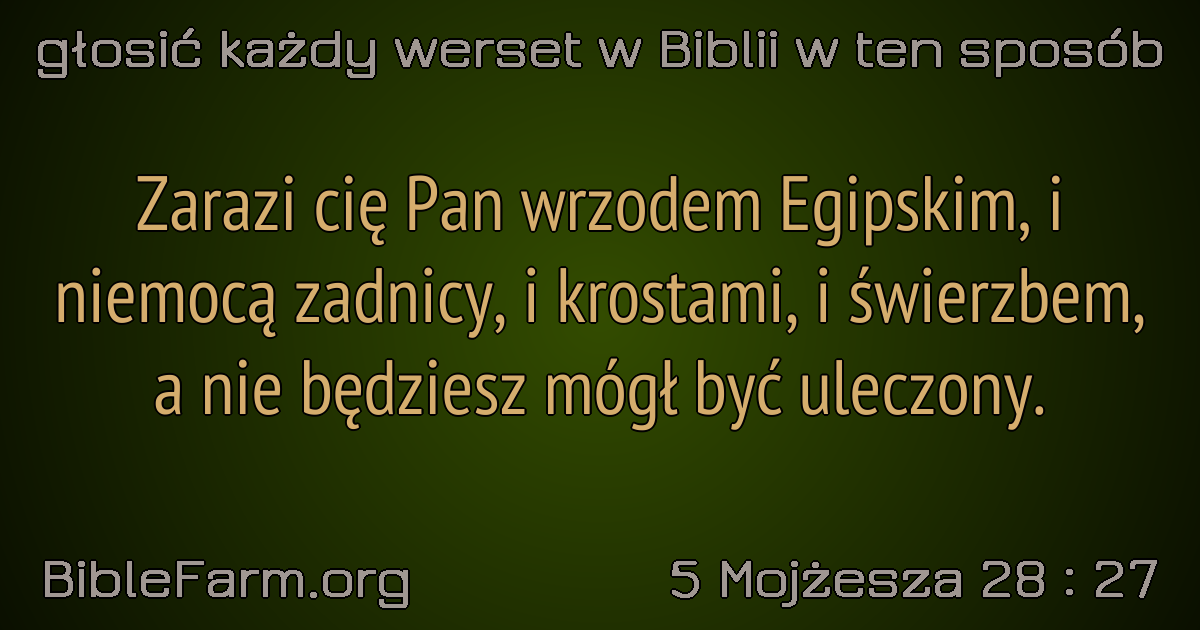 głosić każdy werset w Biblii w ten sposób
Zarazi cię Pan wrzodem Egipskim, i
niemocą zadnicy, i krostami, i świerzbem,
a nie będziesz mógł być uleczony.
BibleFarm.org
5 Mojżesza 28 : 27